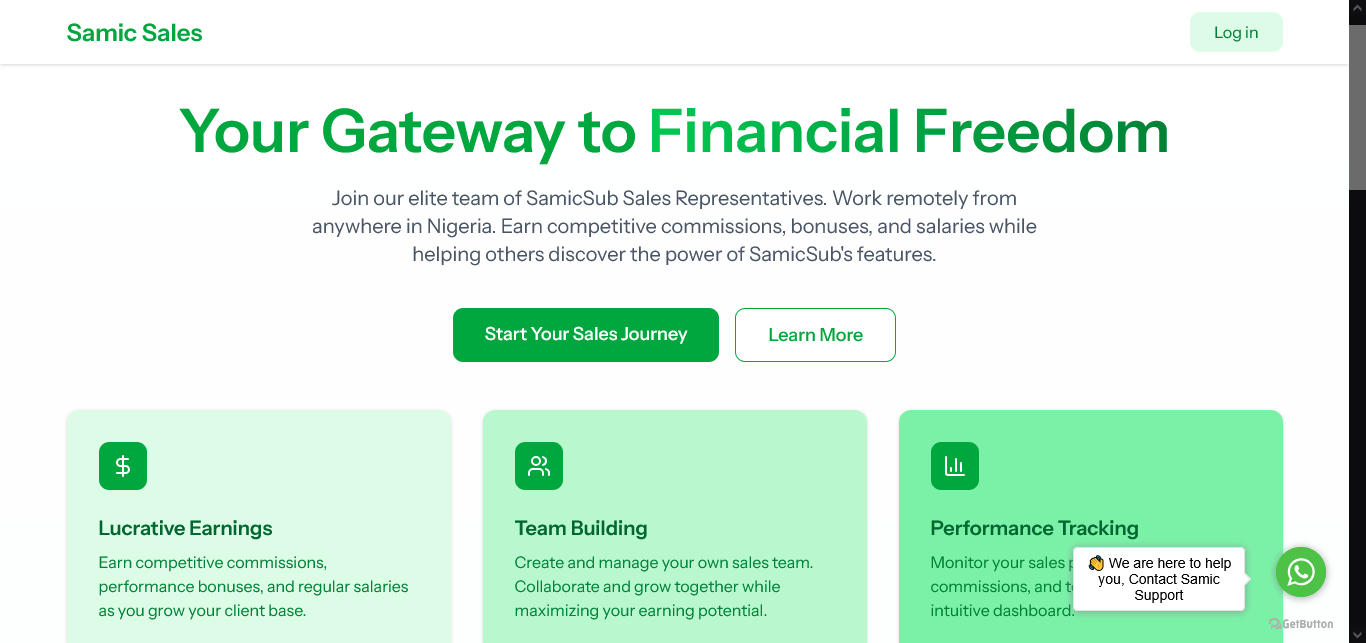 Samic Sales
Log in
Your Gateway to Financial Freedom
Join our elite team of SamicSub Sales Representatives. Work remotely from
anywhere in Nigeria. Earn competitive commissions, bonuses, and salaries while
helping others discover the power of SamicSub's features.
Start Your Sales Journey
Learn More
Lucrative Earnings
Earn competitive commissions,
performance bonuses, and regular salaries
as you grow your client base.
Team Building
Create and manage your own sales team.
Collaborate and grow together while
maximizing your earning potential.
Performance Tracking
Monitor your sales
commissions, and
intuitive dashboard.
👋 We are here to help
you, Contact Samic
Support
GetButton